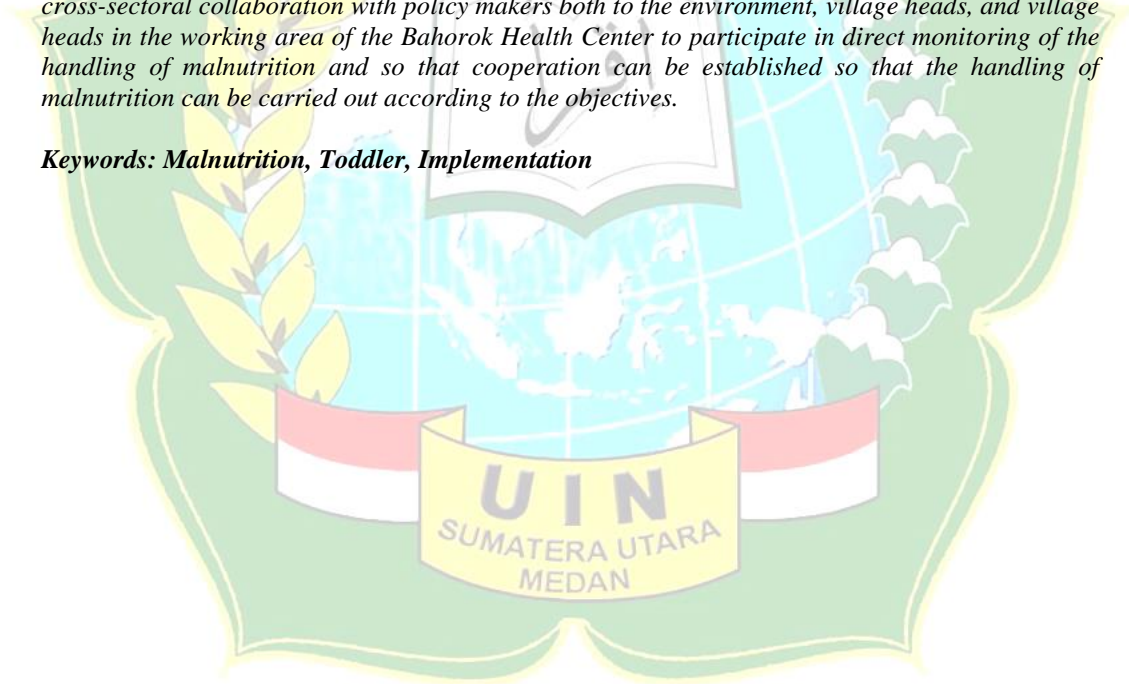 cross-sectoral collaboration with policy makers both to the environment, village heads, and village
heads in the working area of the Bahorok Health Center to participate in direct monitoring of the
handling of malnutrition and so that cooperation can be established so that the handling of
malnutrition can be carried out according to the objectives.
Keywords: Malnutrition, Toddler, Implementation
UIN
SUMATERA UTARA
MEDAN